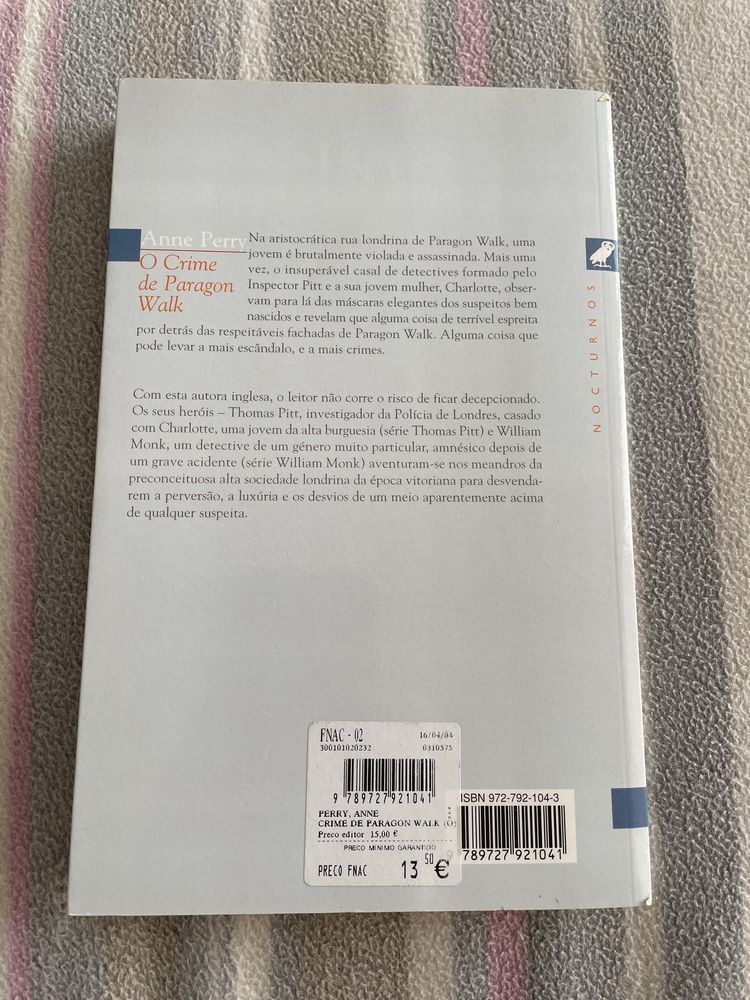 Anne Perry
O Crime
de Paragon
Walk
Na aristocrática rua londrina de Paragon Walk, uma
jovem é brutalmente violada e assassinada. Mais uma
vez, o insuperável casal de detectives formado pelo
Inspector Pitt e a sua jovem mulher, Charlotte, obser-
vam para lá das máscaras elegantes dos suspeitos bem
nascidos e revelam que alguma coisa de terrível espreita
por detrás das respeitáveis fachadas de Paragon Walk. Alguma coisa que
pode levar a mais escândalo, e a mais crimes.
Com esta autora inglesa, o leitor não corre o risco de ficar decepcionado.
Os seus heróis – Thomas Pitt, investigador da Polícia de Londres, casado
com Charlotte, uma jovem da alta burguesia (série Thomas Pitt) e William
Monk, um detective de um género muito particular, amnésico depois de
um grave acidente (série William Monk) aventuram-se nos meandros da
preconceituosa alta sociedade londrina da época vitoriana para desvenda-
rem a perversão, a luxúria e os desvios de um meio aparentemente acima
de qualquer suspeita.
NOCTURNOS
FNAC - 02 16/04/04
300101020232 0310575
9 789727 921041
PERRY, ANNE
CRIME DE PARAGON WALK (O)
Preco editor 15,00 €
PRECO MINIMO GARANTIDO
PRECO FNAC 13 50 €
ISBN 972-792-104-3
9 789727 921041